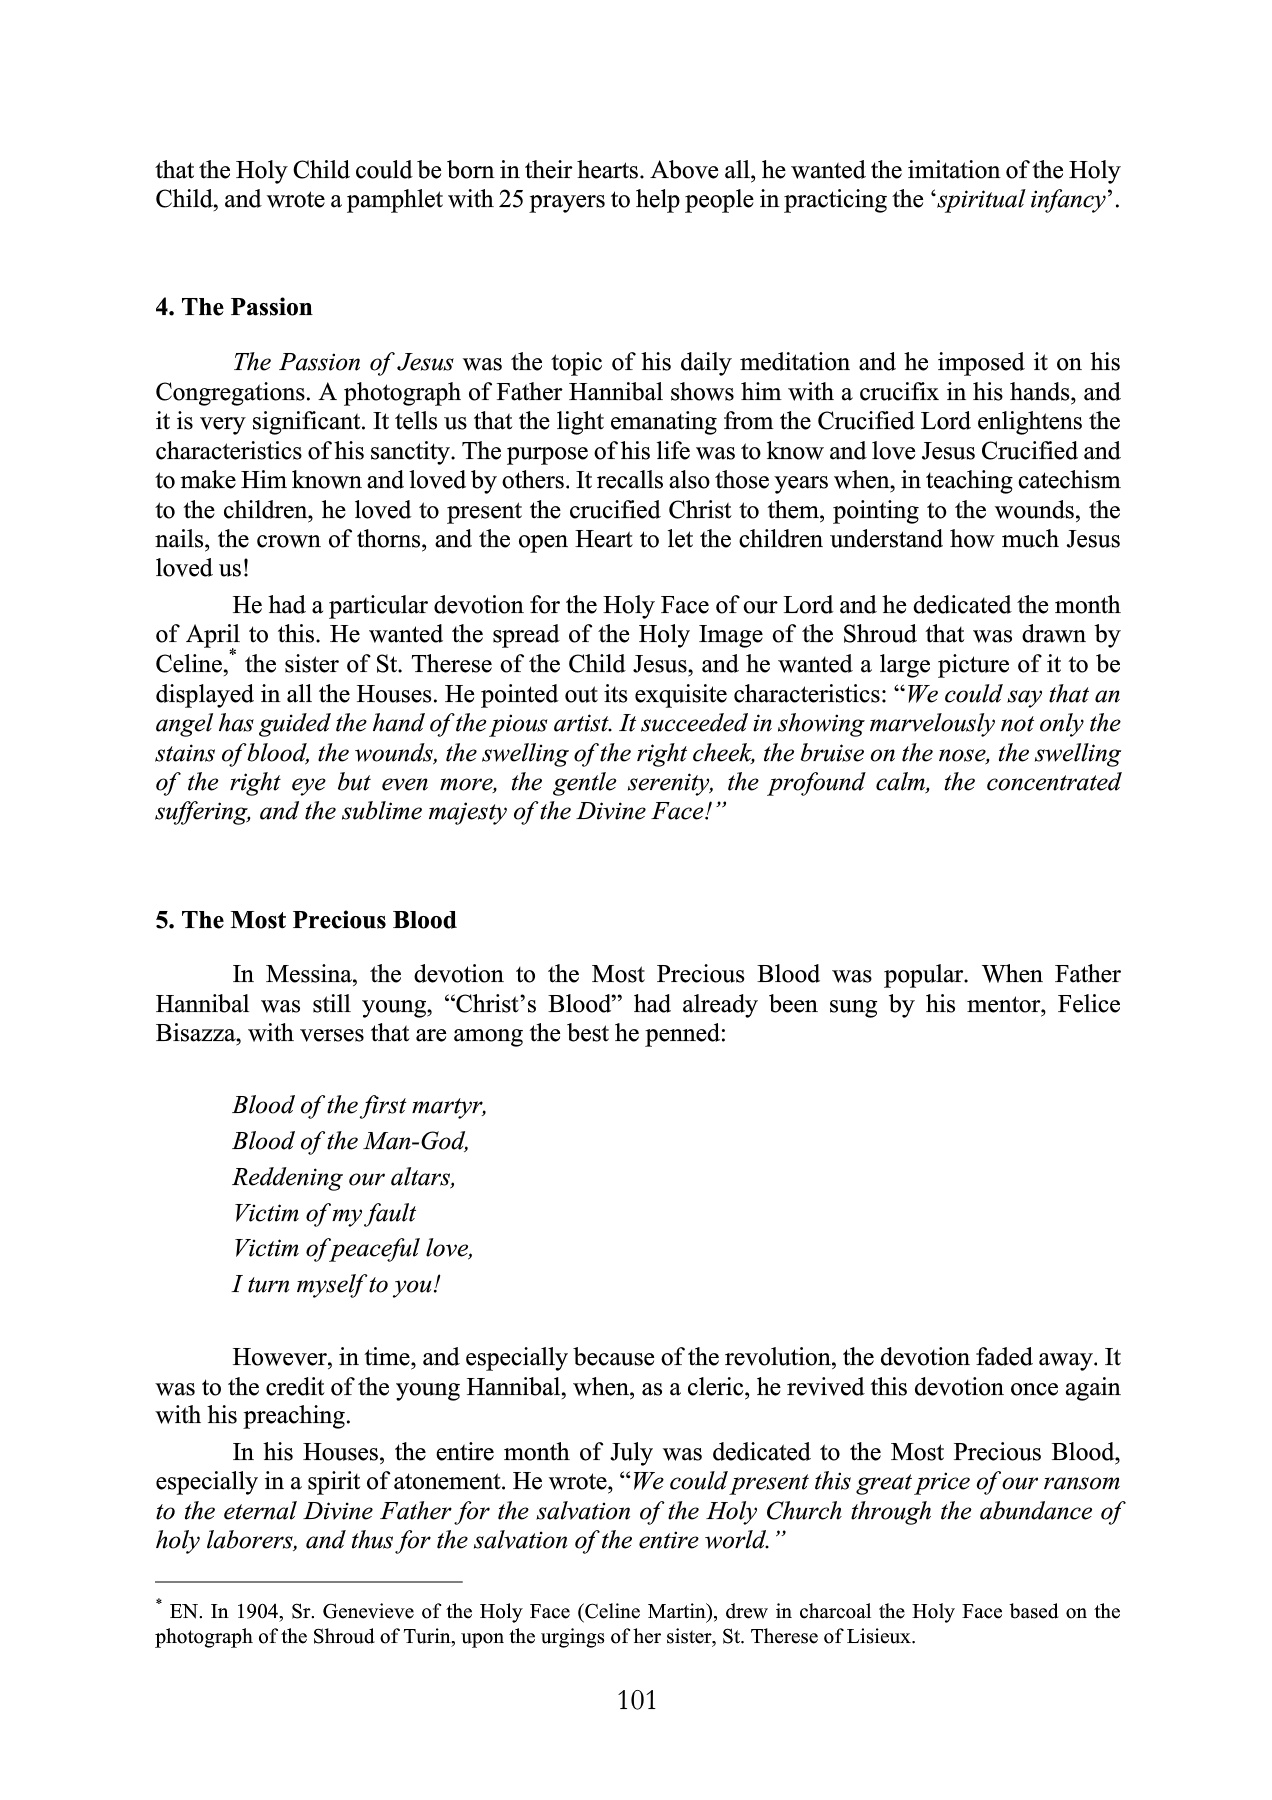 that the Holy Child could be born in their hearts. Above all, he wanted the imitation of the Holy
Child, and wrote a pamphlet with 25 prayers to help people in practicing the ‘spiritual infancy’.
4. The Passion
The Passion of Jesus was the topic of his daily meditation and he imposed it on his
Congregations. A photograph of Father Hannibal shows him with a crucifix in his hands, and
it is very significant. It tells us that the light emanating from the Crucified Lord enlightens the
characteristics of his sanctity. The purpose of his life was to know and love Jesus Crucified and
to make Him known and loved by others. It recalls also those years when, in teaching catechism
to the children, he loved to present the crucified Christ to them, pointing to the wounds, the
nails, the crown of thorns, and the open Heart to let the children understand how much Jesus
loved us!
He had a particular devotion for the Holy Face of our Lord and he dedicated the month
of April to this. He wanted the spread of the Holy Image of the Shroud that was drawn by
Celine,* the sister of St. Therese of the Child Jesus, and he wanted a large picture of it to be
displayed in all the Houses. He pointed out its exquisite characteristics: “We could say that an
angel has guided the hand of the pious artist. It succeeded in showing marvelously not only the
stains of blood, the wounds, the swelling of the right cheek, the bruise on the nose, the swelling
of the right eye but even more, the gentle serenity, the profound calm, the concentrated
suffering, and the sublime majesty of the Divine Face!”
5. The Most Precious Blood
In Messina, the devotion to the Most Precious Blood was popular. When Father
Hannibal was still young, “Christ’s Blood” had already been sung by his mentor, Felice
Bisazza, with verses that are among the best he penned:
Blood of the first martyr,
Blood of the Man-God,
Reddening our altars,
Victim of my fault
Victim of peaceful love,
I turn myself to you!
However, in time, and especially because of the revolution, the devotion faded away. It
was to the credit of the young Hannibal, when, as a cleric, he revived this devotion once again
with his preaching.
In his Houses, the entire month of July was dedicated to the Most Precious Blood,
especially in a spirit of atonement. He wrote, “We could present this great price of our ransom
to the eternal Divine Father for the salvation of the Holy Church through the abundance of
holy laborers, and thus for the salvation of the entire world.”
* EN. In 1904, Sr. Genevieve of the Holy Face (Celine Martin), drew in charcoal the Holy Face based on the
photograph of the Shroud of Turin, upon the urgings of her sister, St. Therese of Lisieux.
101